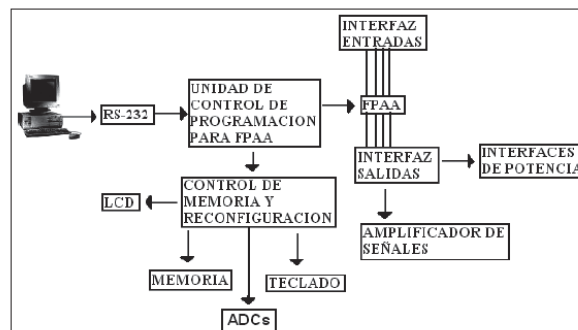 INTERFAZ
ENTRADAS
UNIDAD DE
CONTROL DE
PROGRAMACION
PARA FPAA
RS-232
FPAA
INTERFAZ
SALIDAS
INTERFACES
DE POTENCIA
CONTROL DE
MEMORIA Y
RECONFIGURACION
LCD
AMPLIFICADOR DE
SEÑALES
MEMORIA
TECLADO
ADCs